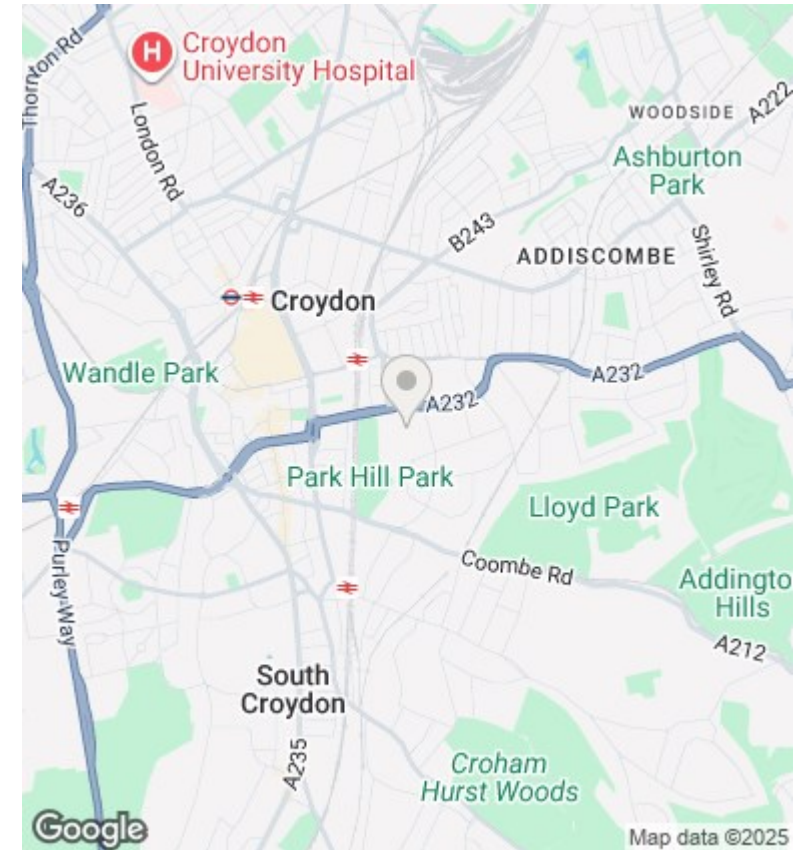 Thornton Rd
H
Croydon
University Hospital
London Rd
A236
WOODSIDE
A222
Ashburton
Park
B243
ADDISCOMBE
Shirley Rd
Croydon
Wandle Park
A232
A232
Park Hill Park
Lloyd Park
Purley Way
Coombe Rd
Addingto
Hills
A212
South
Croydon
A235
Croham
Hurst Woods
Google
Map data ©2025